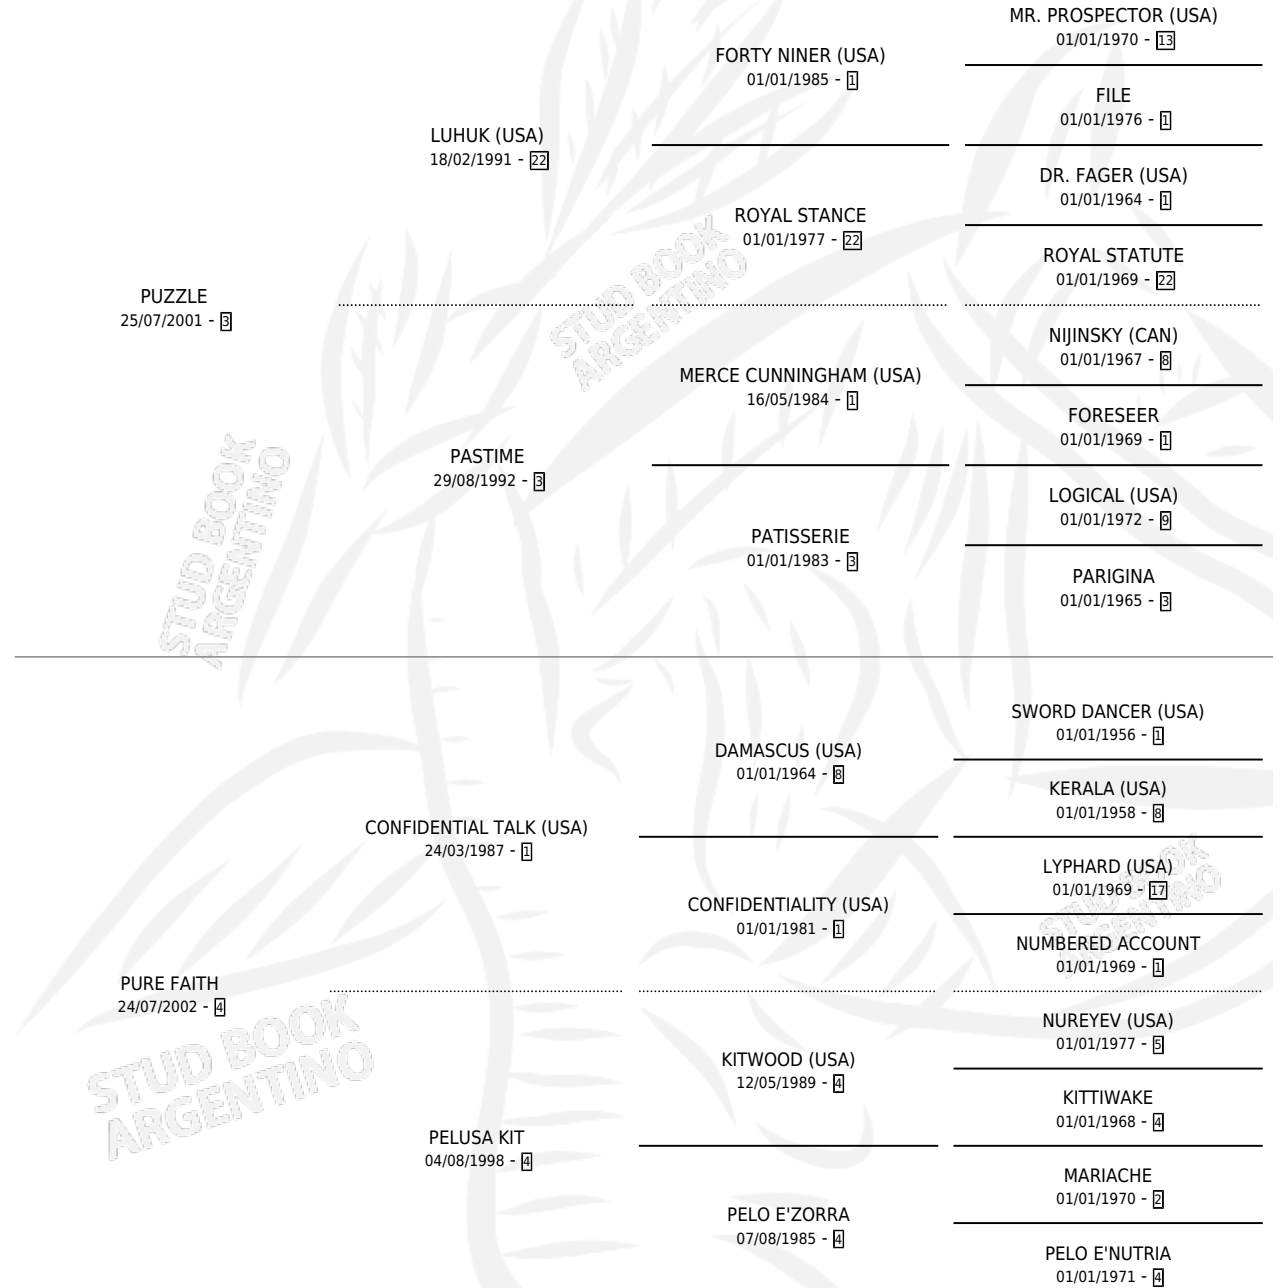 MR. PROSPECTOR (USA)
01/01/1970 - 13
FORTY NINER (USA)
01/01/1985 - 1
FILE
01/01/1976 - 1
LUHUK (USA)
18/02/1991 - 22
DR. FAGER (USA)
01/01/1964 - 1
ROYAL STANCE
01/01/1977 - 22
ROYAL STATUTE
01/01/1969 - 22
PUZZLE
25/07/2001 - 3
STUD BOOK
ARGENTINO
NIJINSKY (CAN)
01/01/1967 - 8
MERCE CUNNINGHAM (USA)
16/05/1984 - 1
FORESEER
01/01/1969 - 1
PASTIME
29/08/1992 - 3
LOGICAL (USA)
01/01/1972 - 9
PATISSERIE
01/01/1983 - 3
PARIGINA
01/01/1965 - 3
STUD BOOK
ARGENTINO
SWORD DANCER (USA)
01/01/1956 - 1
DAMASCUS (USA)
01/01/1964 - 8
KERALA (USA)
01/01/1958 - 8
CONFIDENTIAL TALK (USA)
24/03/1987 - 1
LYPHARD (USA)
01/01/1969 - 17
CONFIDENTIALITY (USA)
01/01/1981 - 1
NUMBERED ACCOUNT
01/01/1969 - 1
STUD BOOK
ARGENTINO
PURE FAITH
24/07/2002 - 4
NUREYEV (USA)
01/01/1977 - 5
KITWOOD (USA)
12/05/1989 - 4
KITTIWAKE
01/01/1968 - 4
STUD BOOK
ARGENTINO
PELUSA KIT
04/08/1998 - 4
MARIACHE
01/01/1970 - 2
PELO E'ZORRA
07/08/1985 - 4
PELO E'NUTRIA
01/01/1971 - 4